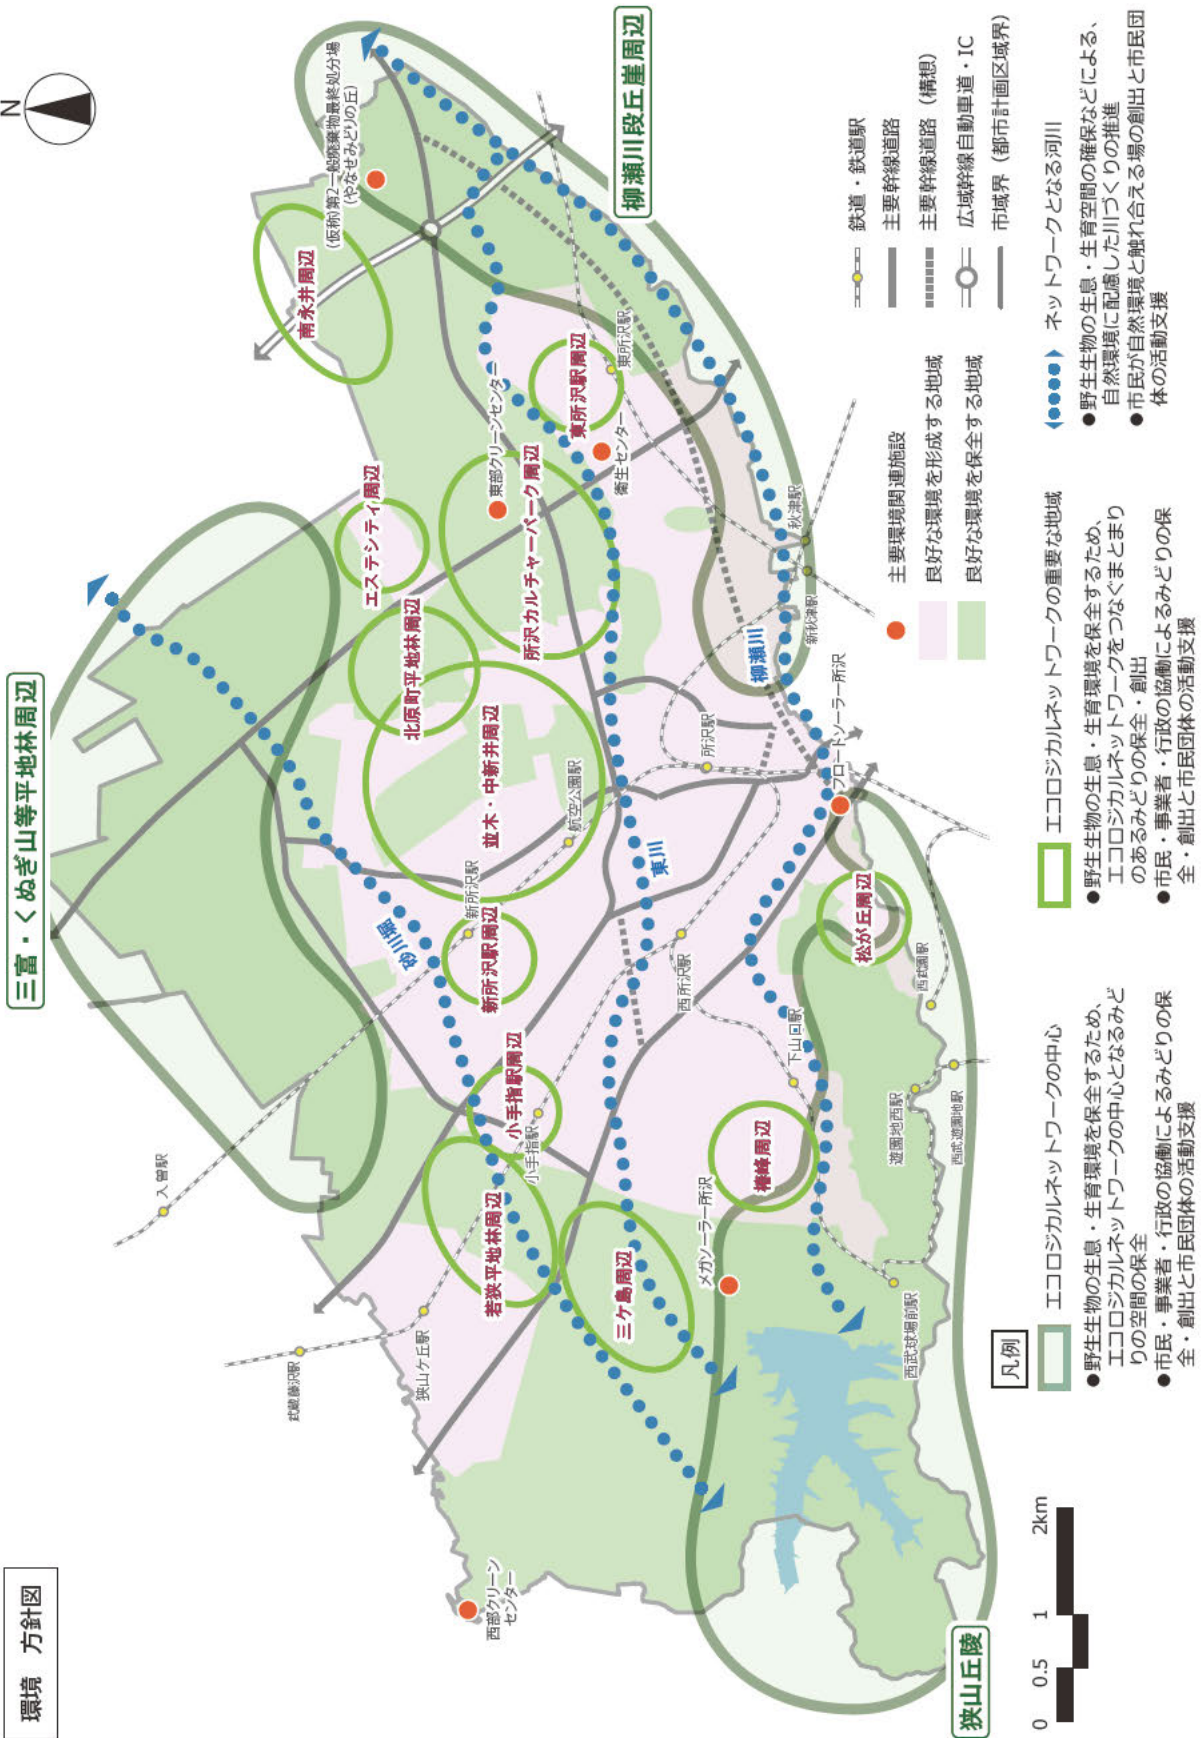 環境　方針図
N
三富・くぬぎ山等平地林周辺
柳瀬川段丘崖周辺
狭山丘陵
(仮称)第2一般廃棄物最終処分場
(やなせみどりの丘)
南永井周辺
エステシティ周辺
北原町平地林周辺
東部クリーンセンター
所沢カルチャーパーク周辺
東所沢駅周辺
東所沢駅
衛生センター
並木・中新井周辺
航空公園駅
新所沢駅
新所沢駅周辺
砂川堀
東川
柳瀬川
所沢駅
秋津駅
新秋津駅
フロートソーラー所沢
松が丘周辺
西所沢駅
下山口駅
西武園駅
遊園地西駅
西武遊園地駅
西武球場前駅
椿峰周辺
メガソーラー所沢
小手指駅周辺
小手指駅
若狭平地林周辺
三ケ島周辺
入曽駅
武蔵藤沢駅
狭山ケ丘駅
西部クリーン
センター
0　0.5　1　2km
凡例
エコロジカルネットワークの中心
●野生生物の生息・生育環境を保全するため、
エコロジカルネットワークの中心となるみど
りの空間の保全
●市民・事業者・行政の協働によるみどりの保
全・創出と市民団体の活動支援
エコロジカルネットワークの重要な地域
●野生生物の生息・生育環境を保全するため、
エコロジカルネットワークをつなぐまとまり
のあるみどりの保全・創出
●市民・事業者・行政の協働によるみどりの保
全・創出と市民団体の活動支援
ネットワークとなる河川
●野生生物の生息・生育空間の確保などによる、
自然環境に配慮した川づくりの推進
●市民が自然環境と触れ合える場の創出と市民団
体の活動支援
主要環境関連施設
良好な環境を形成する地域
良好な環境を保全する地域
鉄道・鉄道駅
主要幹線道路
主要幹線道路（構想）
広域幹線自動車道・IC
市域界（都市計画区域界）